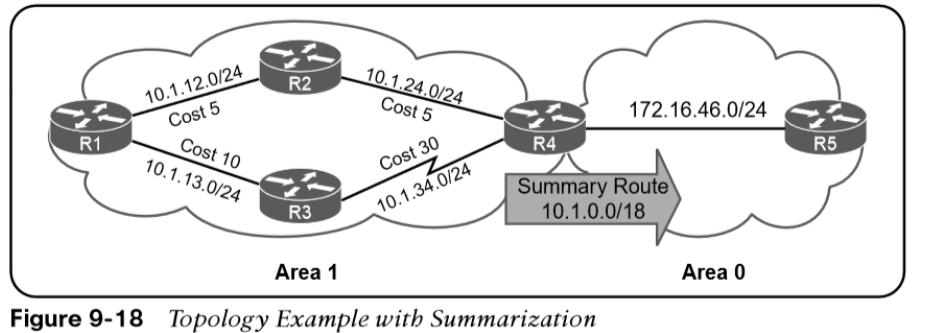 R2
10.1.12.0/24
Cost 5
10.1.24.0/24
Cost 5
172.16.46.0/24
R1
R4
R5
Cost 10
10.1.13.0/24
Cost 30
10.1.34.0/24
R3
Summary Route
10.1.0.0/18
Area 1
Area 0
Figure 9-18 Topology Example with Summarization